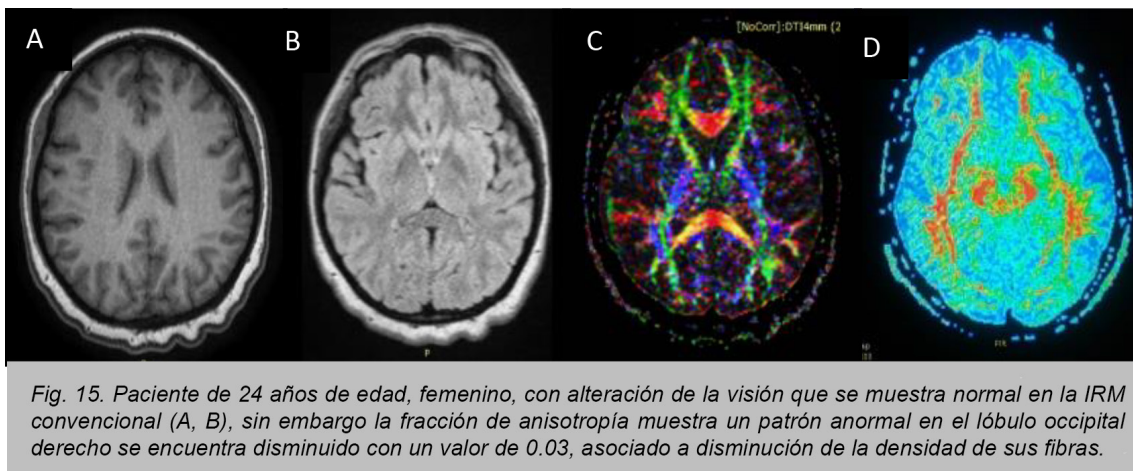 A
B
C
D
[NoCorr]:DTI4mm (2
P
Fig. 15. Paciente de 24 años de edad, femenino, con alteración de la visión que se muestra normal en la IRM
convencional (A, B), sin embargo la fracción de anisotropía muestra un patrón anormal en el lóbulo occipital
derecho se encuentra disminuido con un valor de 0.03, asociado a disminución de la densidad de sus fibras.